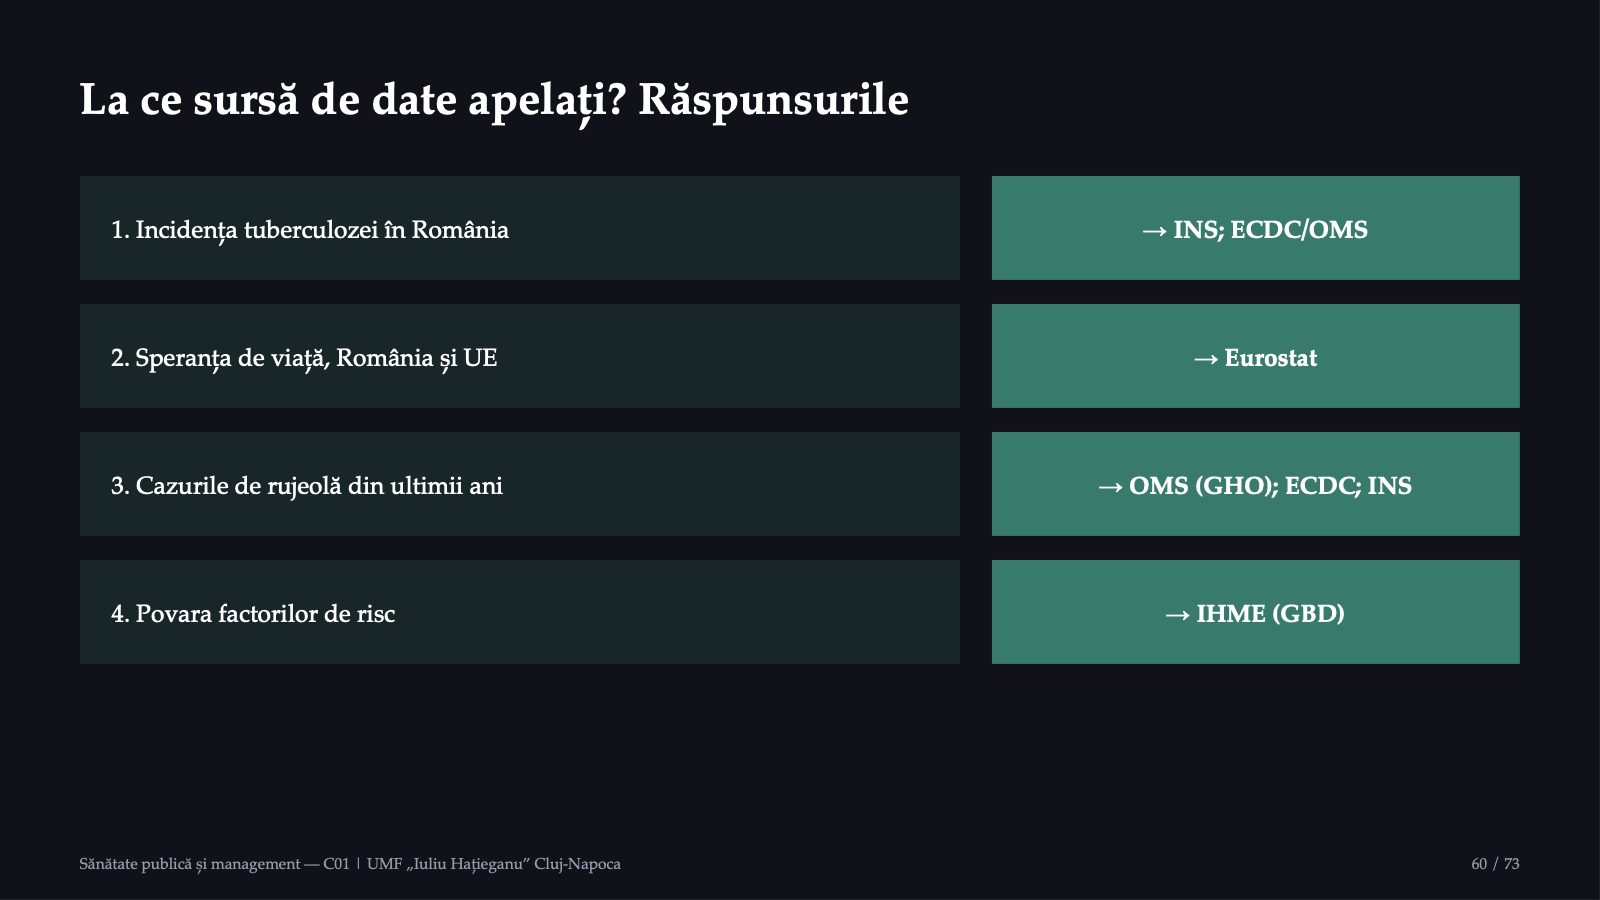 La ce sursă de date apelați? Răspunsurile
1. Incidența tuberculozei în România
→ INS; ECDC/OMS
2. Speranța de viață, România și UE
→ Eurostat
3. Cazurile de rujeolă din ultimii ani
→ OMS (GHO); ECDC; INS
4. Povara factorilor de risc
→ IHME (GBD)
Sănătate publică și management — C01 | UMF „Iuliu Hațieganu” Cluj-Napoca
60 / 73